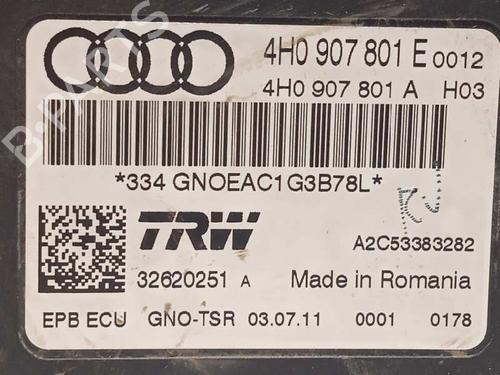 4H0 907 801 E 0012
4H0 907 801 A H03
*334 GNOEAC1G3B78L*
TRW
A2C53383282
32620251 A
Made in Romania
EPB ECU GNO-TSR 03.07.11 0001 0178
B-PARTS